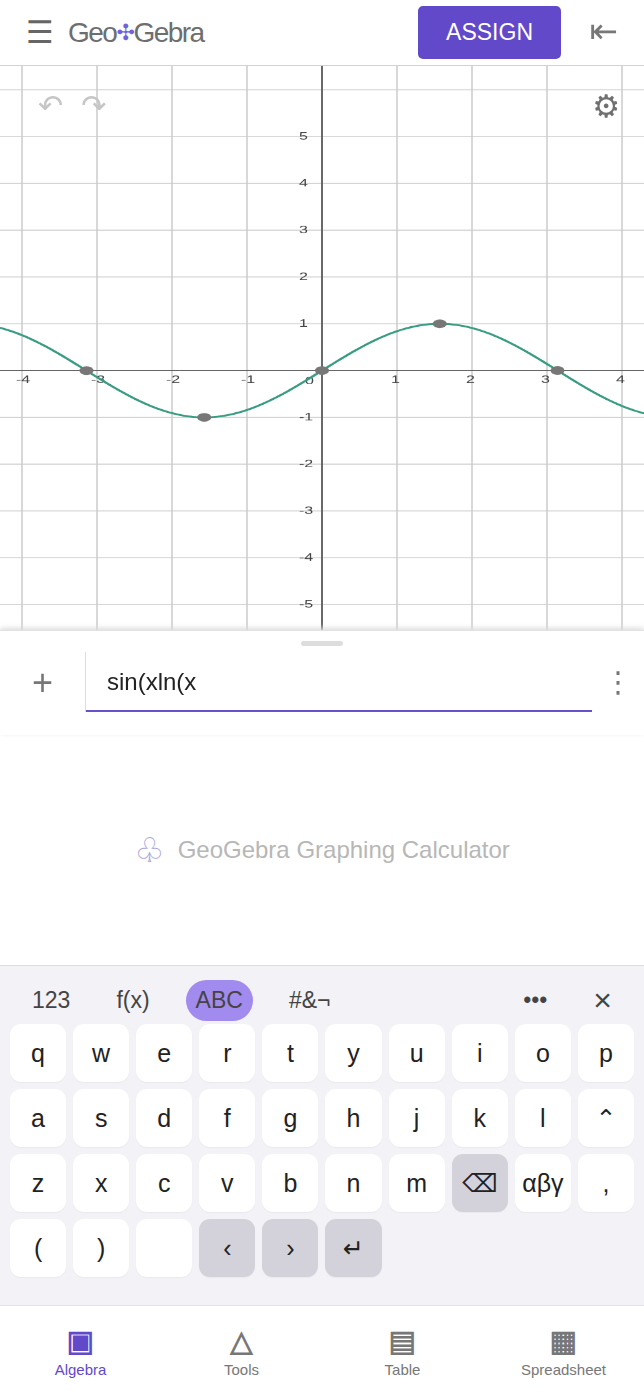 GeoGebra
ASSIGN
5
4
3
2
1
-4 -3 -2 -1 0 1 2 3 4
-1
-2
-3
-4
-5
+ sin(xln(x
GeoGebra Graphing Calculator
123 f(x) ABC #&¬ ••• ×
q w e r t y u i o p
a s d f g h j k l ⌃
z x c v b n m ⌫ αβγ ,
( ) ‹ › ↵
Algebra Tools Table Spreadsheet